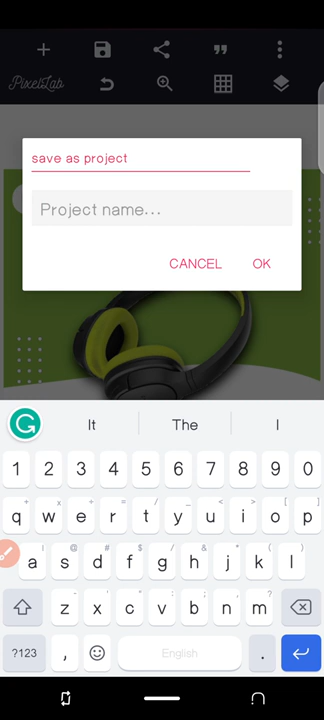 PixelLab
save as project
Project name...
CANCEL OK
It The I
1 2 3 4 5 6 7 8 9 0
q w e r t y u i o p
a s d f g h j k l
z x c v b n m
?123 , English .